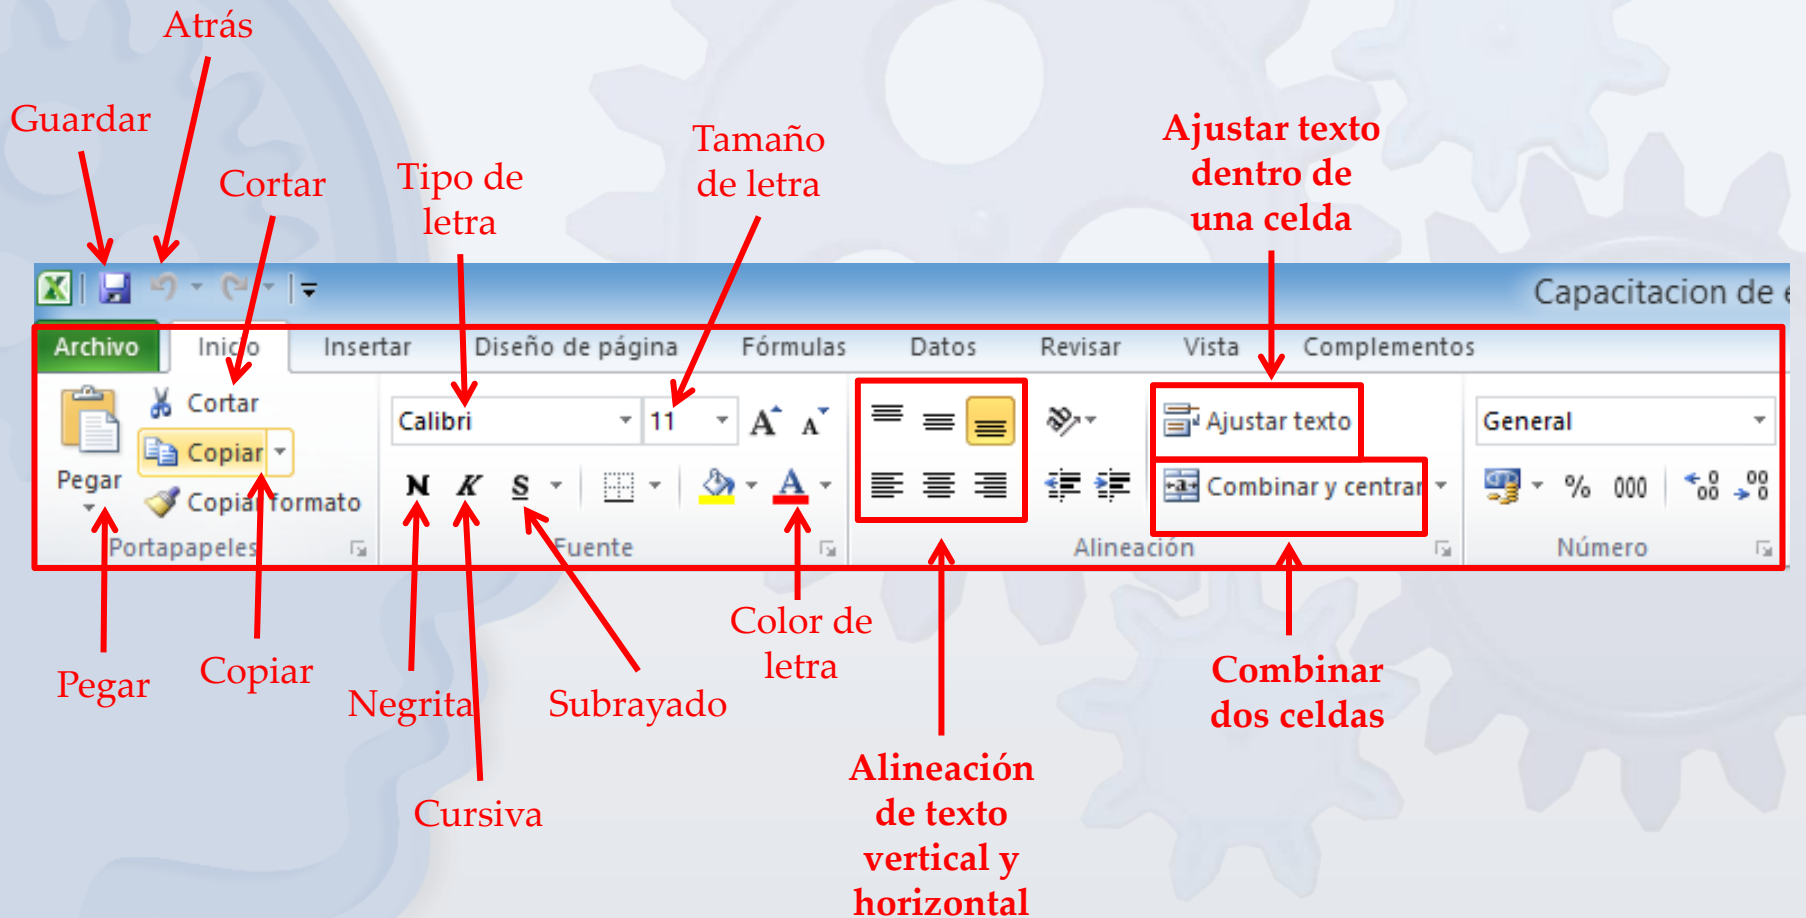 Atrás
Guardar
Cortar
Tipo de
letra
Tamaño
de letra
Ajustar texto
dentro de
una celda
Capacitacion de e
Archivo Inicio Insertar Diseño de página Fórmulas Datos Revisar Vista Complementos
Cortar
Copiar
Copiar formato
Pegar
Portapapeles
Calibri 11 A A
N K S A
Fuente
Ajustar texto
Combinar y centrar
Alineación
General
% 000
Número
Pegar
Copiar
Negrita
Cursiva
Subrayado
Color de
letra
Alineación
de texto
vertical y
horizontal
Combinar
dos celdas